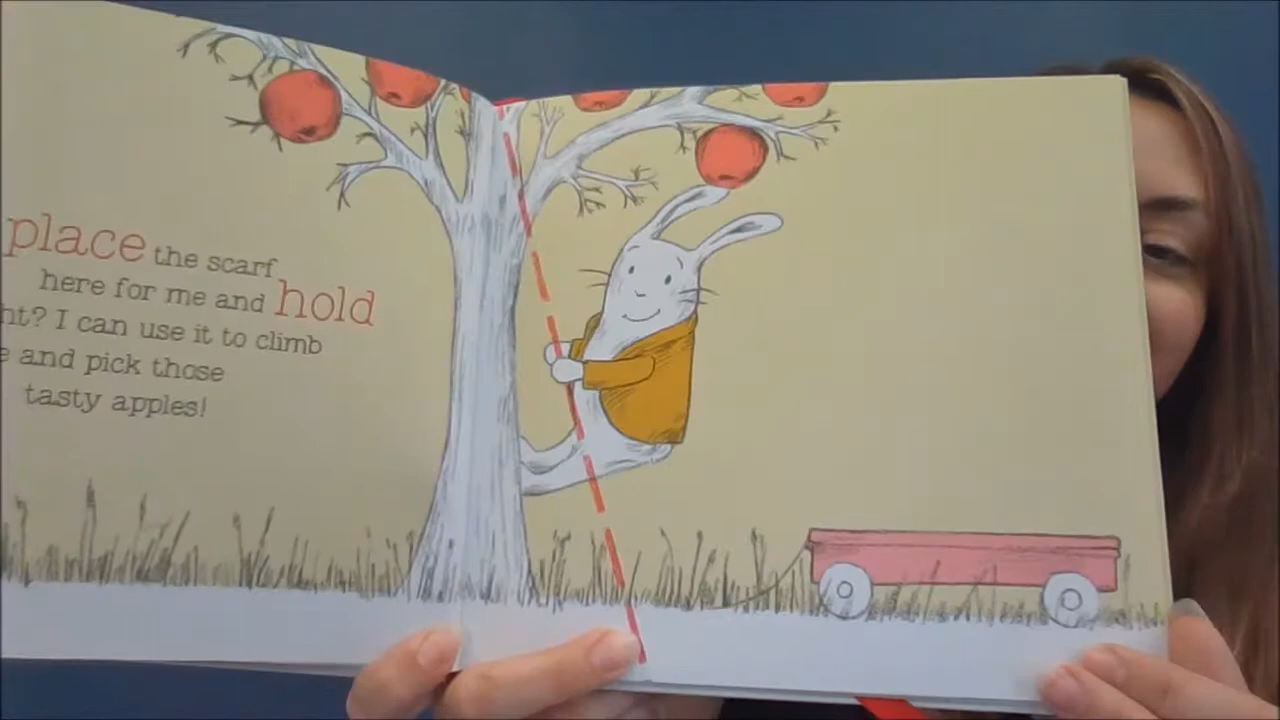 place the scarf
here for me and hold
I can use it to climb
and pick those
tasty apples!